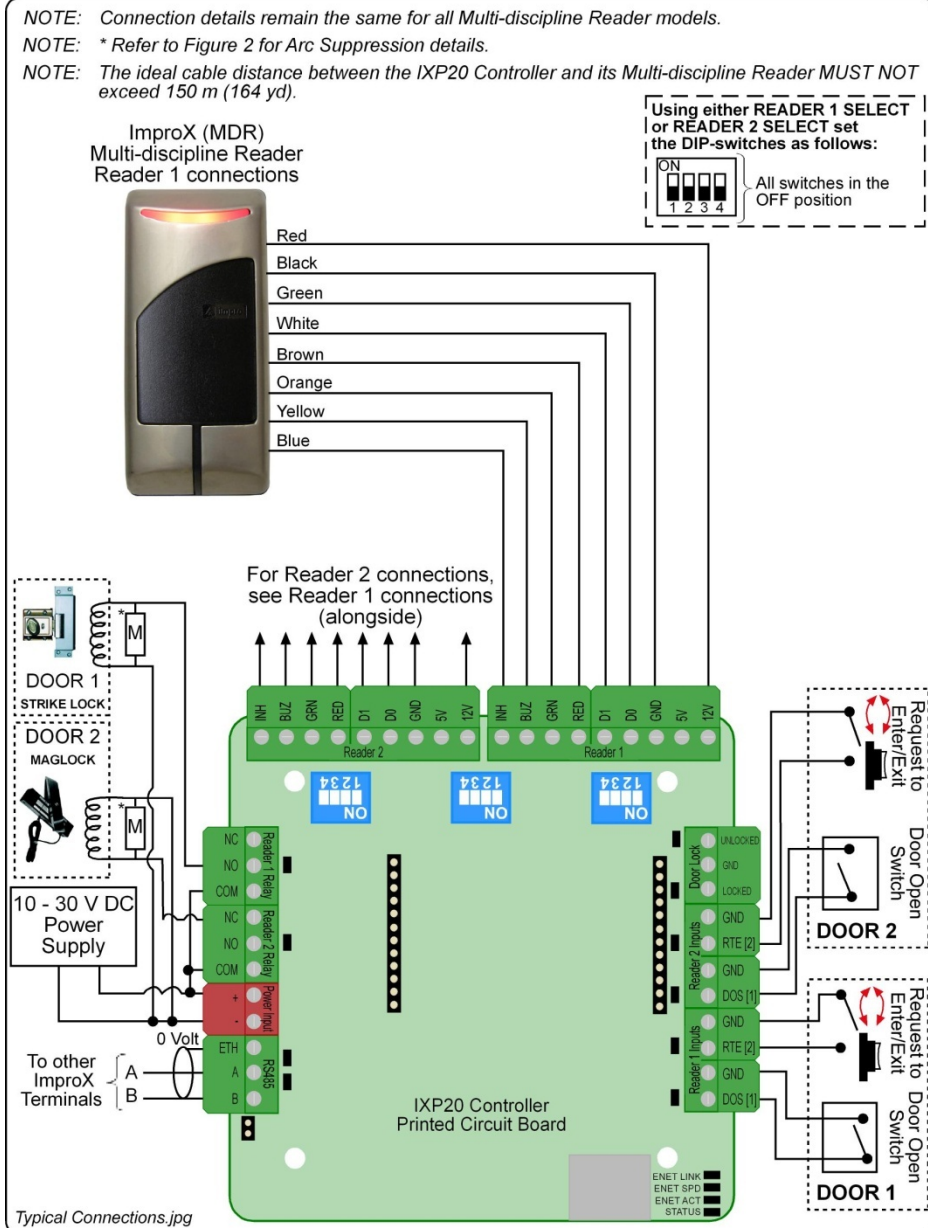 NOTE: Connection details remain the same for all Multi-discipline Reader models.
NOTE: * Refer to Figure 2 for Arc Suppression details.
NOTE: The ideal cable distance between the IXP20 Controller and its Multi-discipline Reader MUST NOT
exceed 150 m (164 yd).
Using either READER 1 SELECT
or READER 2 SELECT set
the DIP-switches as follows:
ON
1 2 3 4
All switches in the
OFF position
ImproX (MDR)
Multi-discipline Reader
Reader 1 connections
impro
Red
Black
Green
White
Brown
Orange
Yellow
Blue
For Reader 2 connections,
see Reader 1 connections
(alongside)
INH BUZ GRN RED D1 D0 GND 5V 12V
Reader 2
INH BUZ GRN RED D1 D0 GND 5V 12V
Reader 1
1234
ON
1234
ON
1234
ON
*
M
DOOR 1
STRIKE LOCK
DOOR 2
MAGLOCK
*
M
10 - 30 V DC
Power
Supply
0 Volt
To other
ImproX
Terminals
A
B
NC
NO
COM
Reader 1 Relay
NC
NO
COM
Reader 2 Relay
+
-
Power Input
ETH
A
B
RS485
UNLOCKED
GND
LOCKED
Door Lock
GND
RTE [2]
GND
DOS [1]
Reader 2 Inputs
GND
RTE [2]
GND
DOS [1]
Reader 1 Inputs
Request to
Enter/Exit
Door Open
Switch
DOOR 2
Request to
Enter/Exit
Door Open
Switch
DOOR 1
IXP20 Controller
Printed Circuit Board
ENET LINK
ENET SPD
ENET ACT
STATUS
Typical Connections.jpg